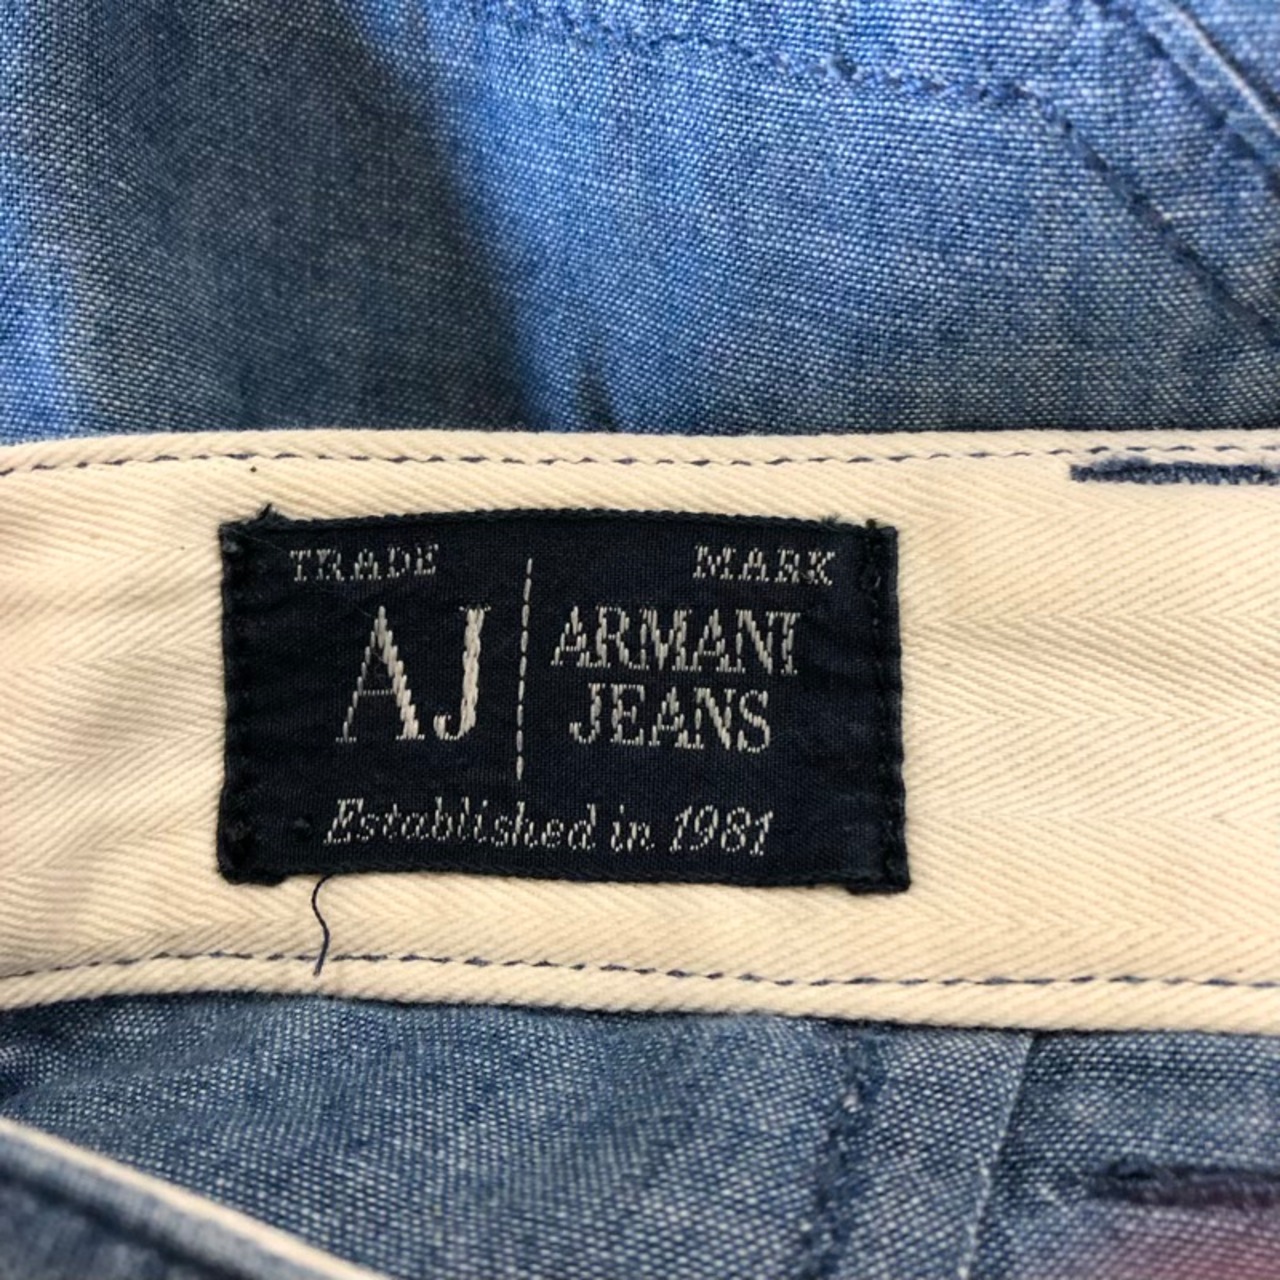 TRADE MARK
AJ ARMANI
JEANS
Established in 1981